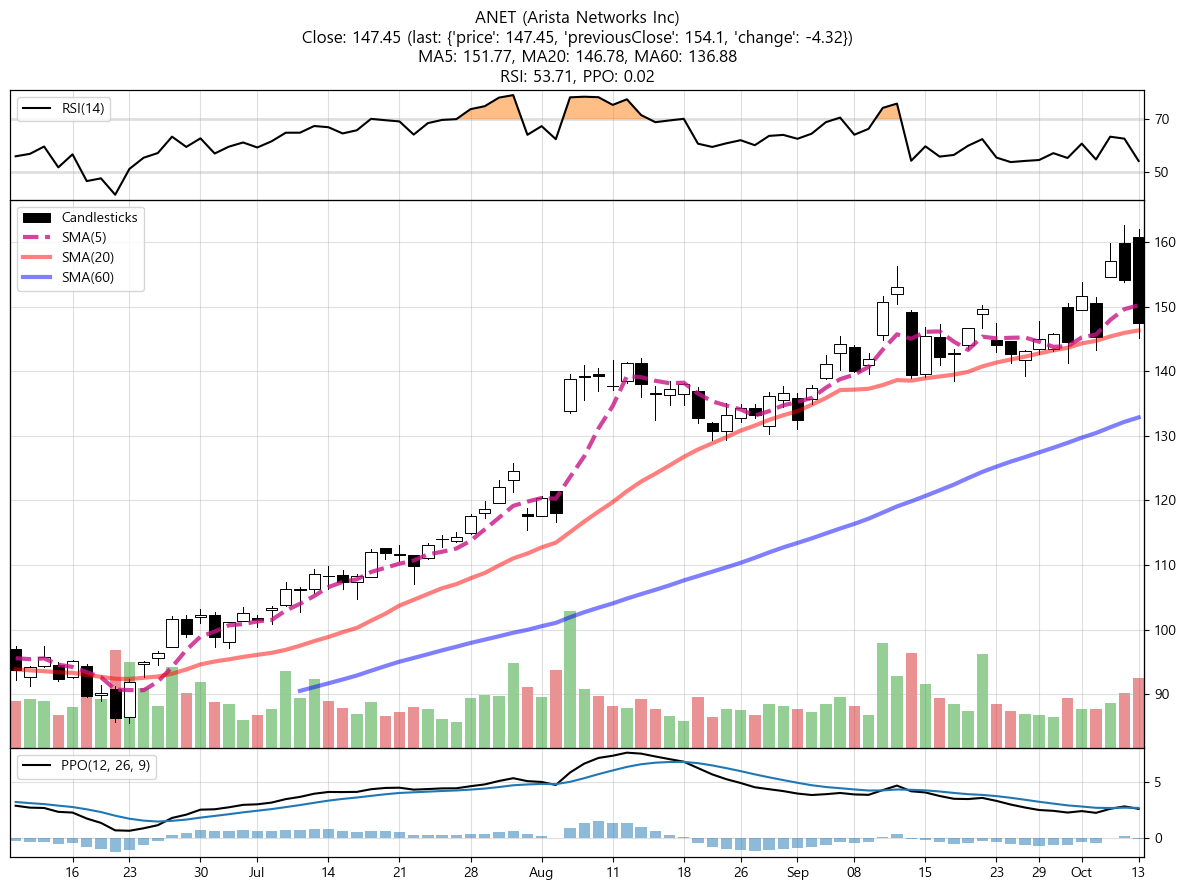 ANET (Arista Networks Inc)
Close: 147.45 (last: {'price': 147.45, 'previousClose': 154.1, 'change': -4.32})
MA5: 151.77, MA20: 146.78, MA60: 136.88
RSI: 53.71, PPO: 0.02
RSI(14)
70
50
Candlesticks
SMA(5)
SMA(20)
SMA(60)
160
150
140
130
120
110
100
90
PPO(12, 26, 9)
5
0
16 23 30 Jul 14 21 28 Aug 11 18 26 Sep 08 15 23 29 Oct 13